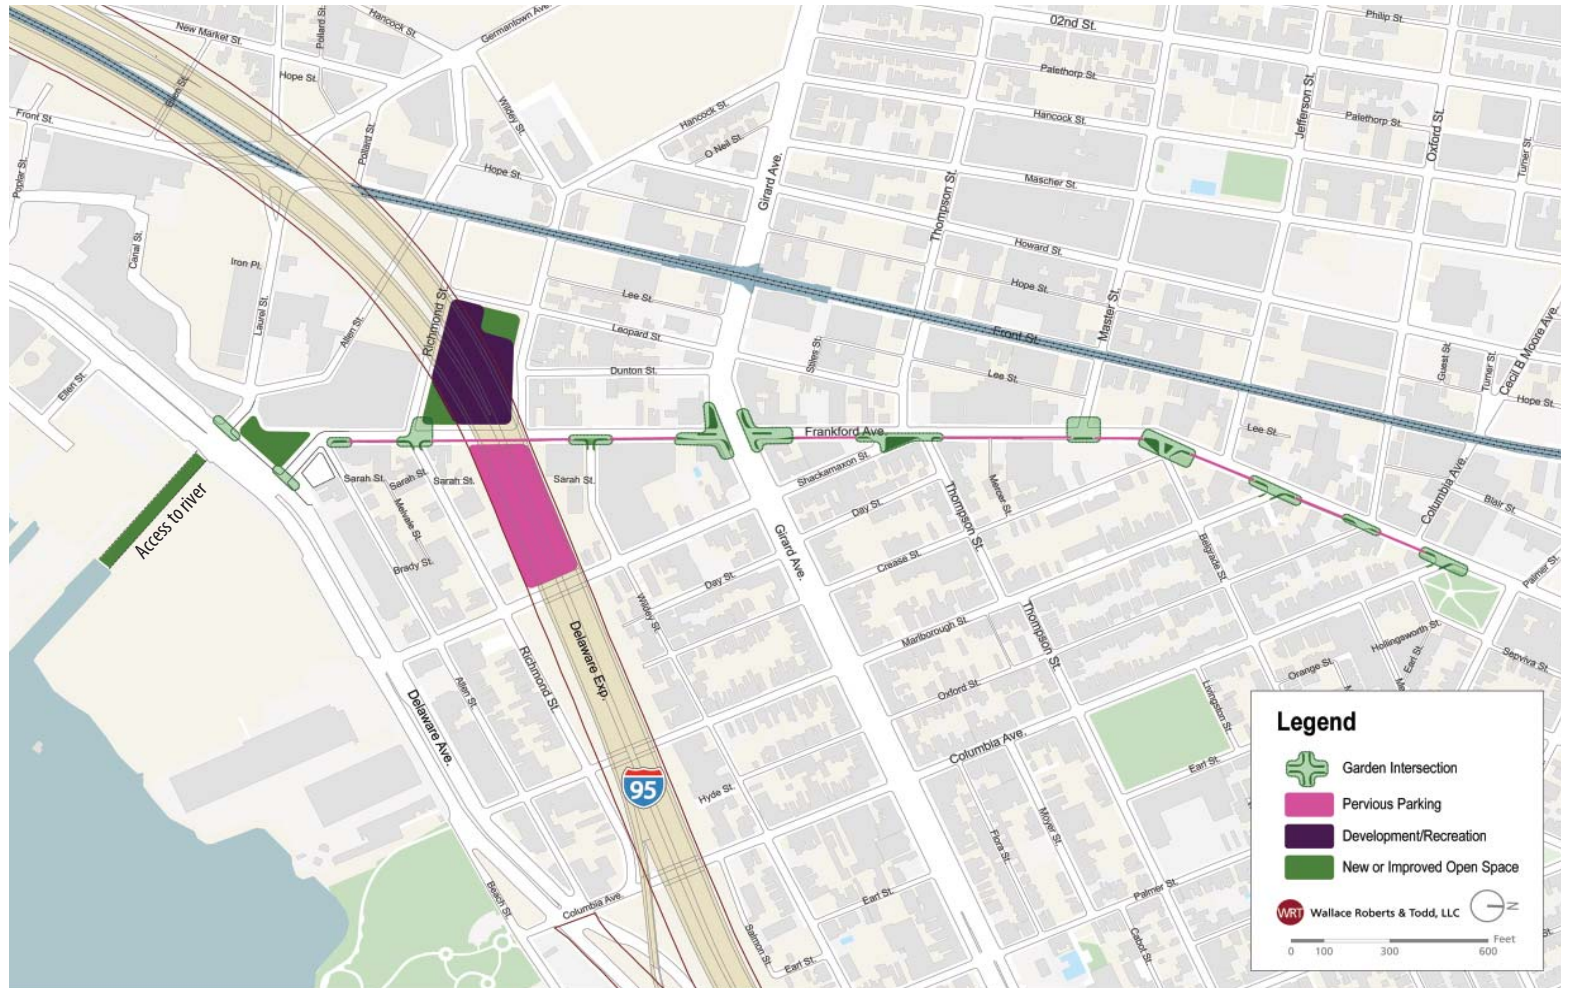 Hancock St.
Germantown Ave.
02nd St.
Philip St.
New Market St.
Pollard St.
Hope St.
Palethorp St.
Jefferson St.
Oxford St.
Front St.
Wildey St.
Hancock St.
Hancock St.
Palethorp St.
Turner St.
Pollard St.
O Neil St.
Girard Ave.
Poplar St.
Hope St.
Mascher St.
Thompson St.
Canal St.
Iron Pl.
Howard St.
Lee St.
Hope St.
Master St.
Laurel St.
Allen St.
Richmond St.
Leopard St.
Front St.
Cecil B Moore Ave.
Stiles St.
Guest St.
Turner St.
Ellen St.
Dunton St.
Lee St.
Hope St.
Frankford Ave.
Lee St.
Shackamaxon St.
Sarah St.
Sarah St.
Sarah St.
Sarah St.
Mercer St.
Columbia Ave.
Access to river
Melvale St.
Day St.
Thompson St.
Blair St.
Girard Ave.
Brady St.
Crease St.
Belgrade St.
Palmer St.
Day St.
Wildey St.
Marlborough St.
Thompson St.
Hollingsworth St.
Delaware Exp.
Richmond St.
Earl St.
Sepviva St.
Orange St.
Allen St.
Oxford St.
Livingston St.
Delaware Ave.
Columbia Ave.
Earl St.
95
Hyde St.
Moyer St.
Flora St.
Beach St.
Columbia Ave.
Earl St.
Palmer St.
Salmon St.
Cabot St.
Earl St.
Legend
Garden Intersection
Pervious Parking
Development/Recreation
New or Improved Open Space
WRT Wallace Roberts & Todd, LLC N
Feet
0 100 300 600